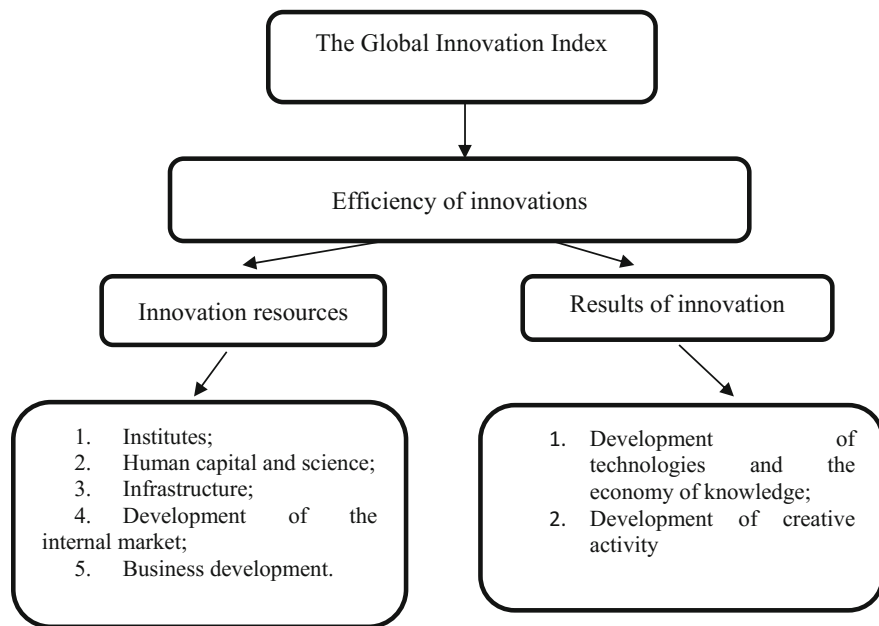 The Global Innovation Index
Efficiency of innovations
Innovation resources
Results of innovation
1. Institutes;
2. Human capital and science;
3. Infrastructure;
4. Development of the
internal market;
5. Business development.
1. Development of
technologies and the
economy of knowledge;
2. Development of creative
activity